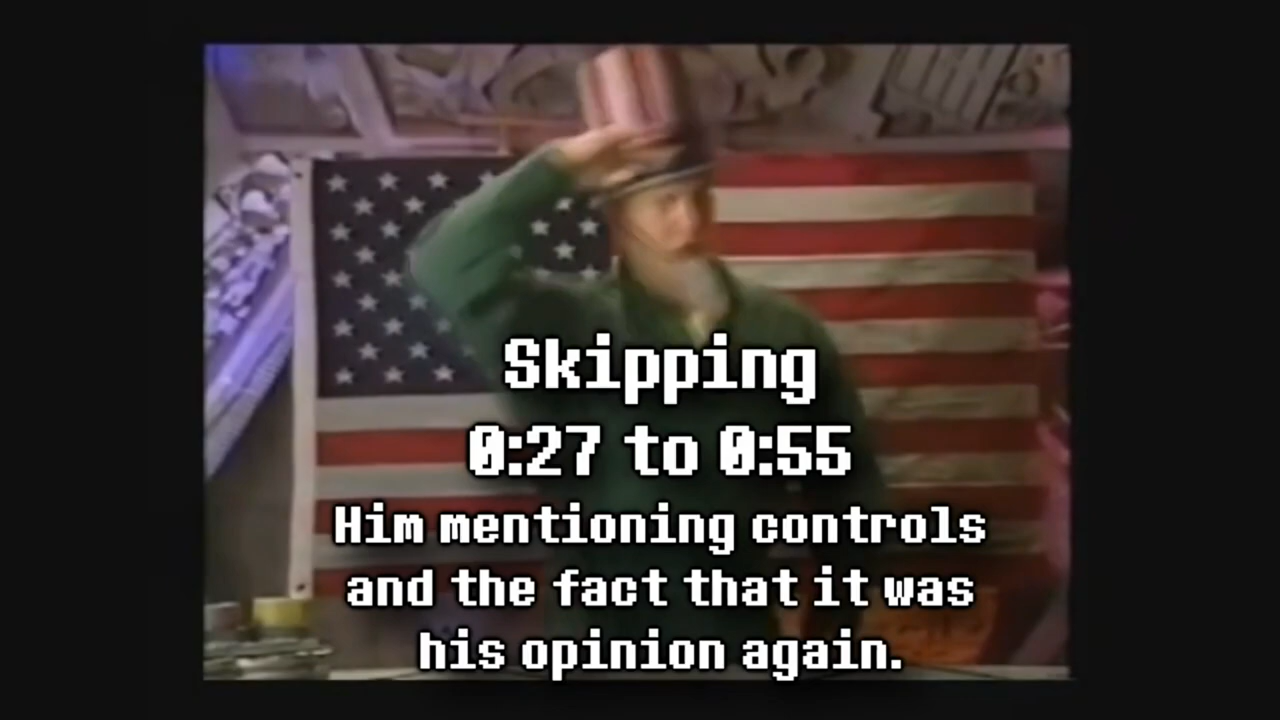 Skipping
0:27 to 0:55
Him mentioning controls
and the fact that it was
his opinion again.